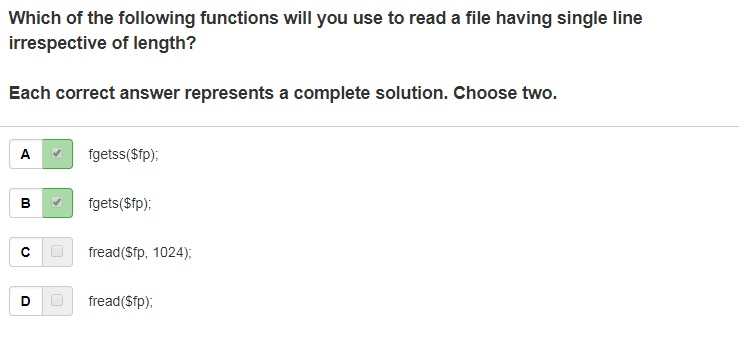 Which of the following functions will you use to read a file having single line
irrespective of length?
Each correct answer represents a complete solution. Choose two.
A fgetss($fp);
B fgets($fp);
C fread($fp, 1024);
D fread($fp);